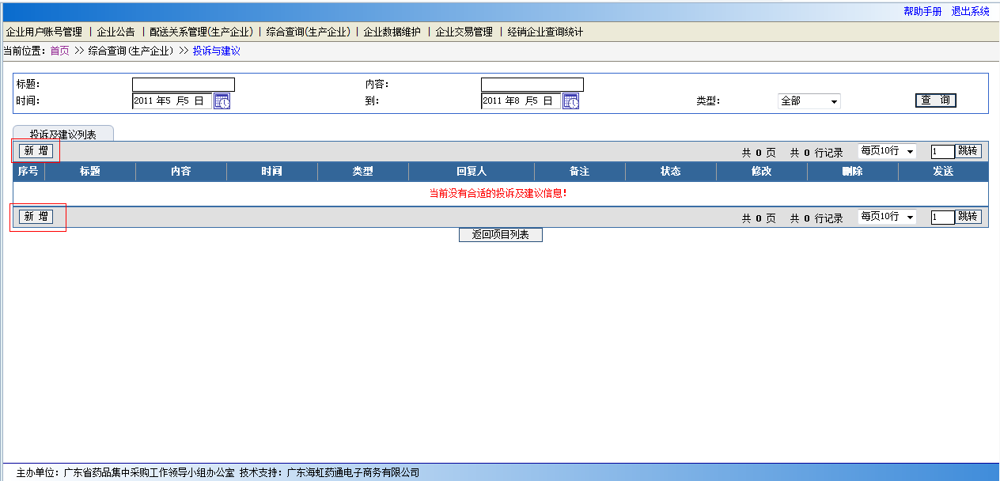 帮助手册 退出系统
企业用户账号管理 | 企业公告 | 配送关系管理(生产企业) | 综合查询(生产企业) | 企业数据维护 | 企业交易管理 | 经销企业查询统计
当前位置: 首页 >> 综合查询(生产企业) >> 投诉与建议
标题: 内容:
时间: 2011 年5 月5 日 到: 2011 年8 月5 日 类型: 全部 查 询
投诉及建议列表
新 增 共 0 页 共 0 行记录 每页10行 1 跳转
序号 标题 内容 时间 类型 回复人 备注 状态 修改 删除 发送
当前没有合适的投诉及建议信息!
新 增 共 0 页 共 0 行记录 每页10行 1 跳转
返回项目列表
主办单位: 广东省药品集中采购工作领导小组办公室 技术支持: 广东海虹药通电子商务有限公司